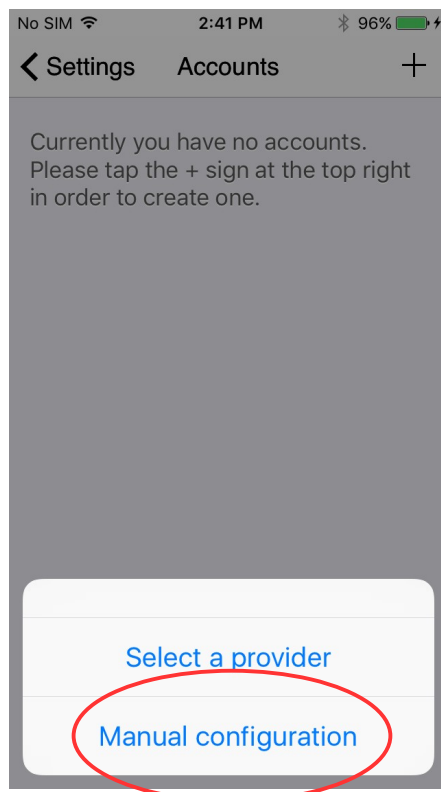 No SIM 2:41 PM 96%
Settings Accounts +
Currently you have no accounts.
Please tap the + sign at the top right
in order to create one.
Select a provider
Manual configuration